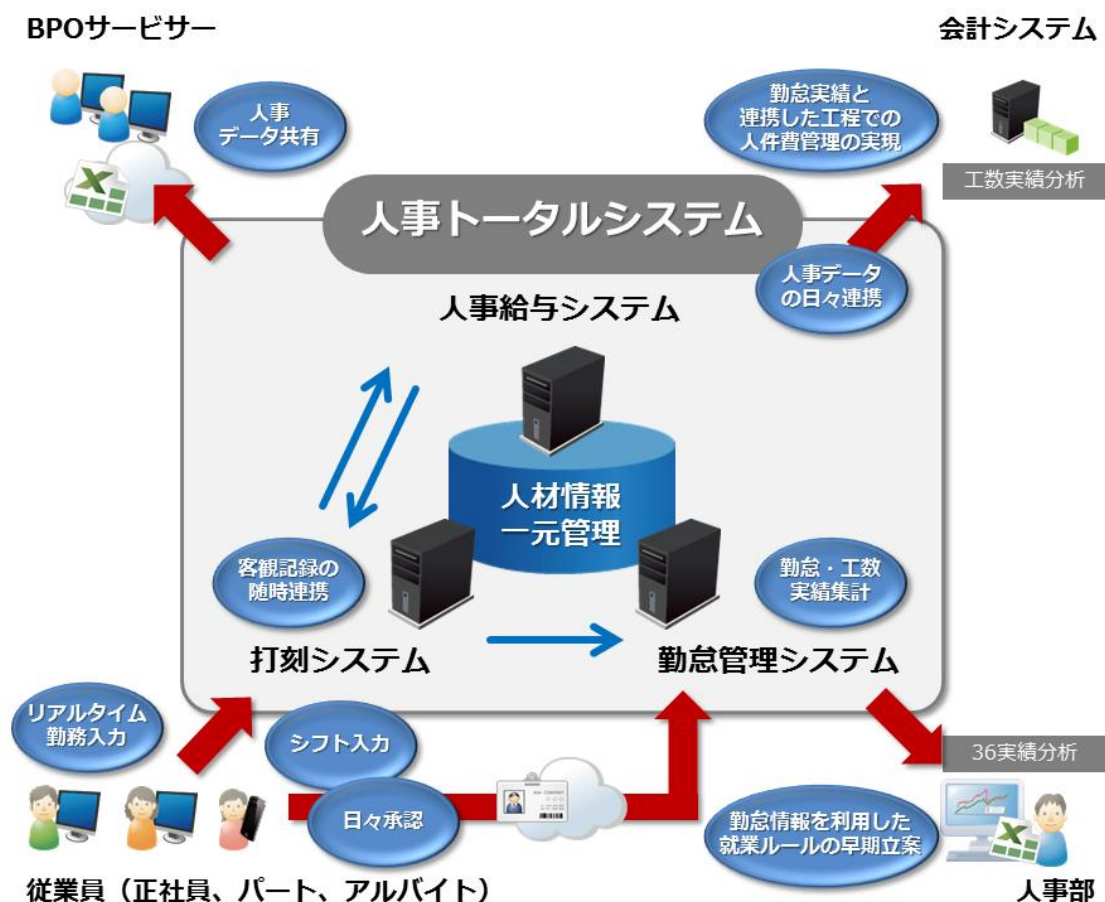 BPOサービサー
会計システム
人事
データ共有
勤怠実績と
連携した工程での
人件費管理の実現
工数実績分析
人事トータルシステム
人事データ
の日々連携
人事給与システム
人材情報
一元管理
客観記録の
随時連携
勤怠・工数
実績集計
打刻システム
勤怠管理システム
リアルタイム
勤務入力
シフト入力
36実績分析
日々承認
勤怠情報を利用した
就業ルールの早期立案
従業員（正社員、パート、アルバイト）
人事部